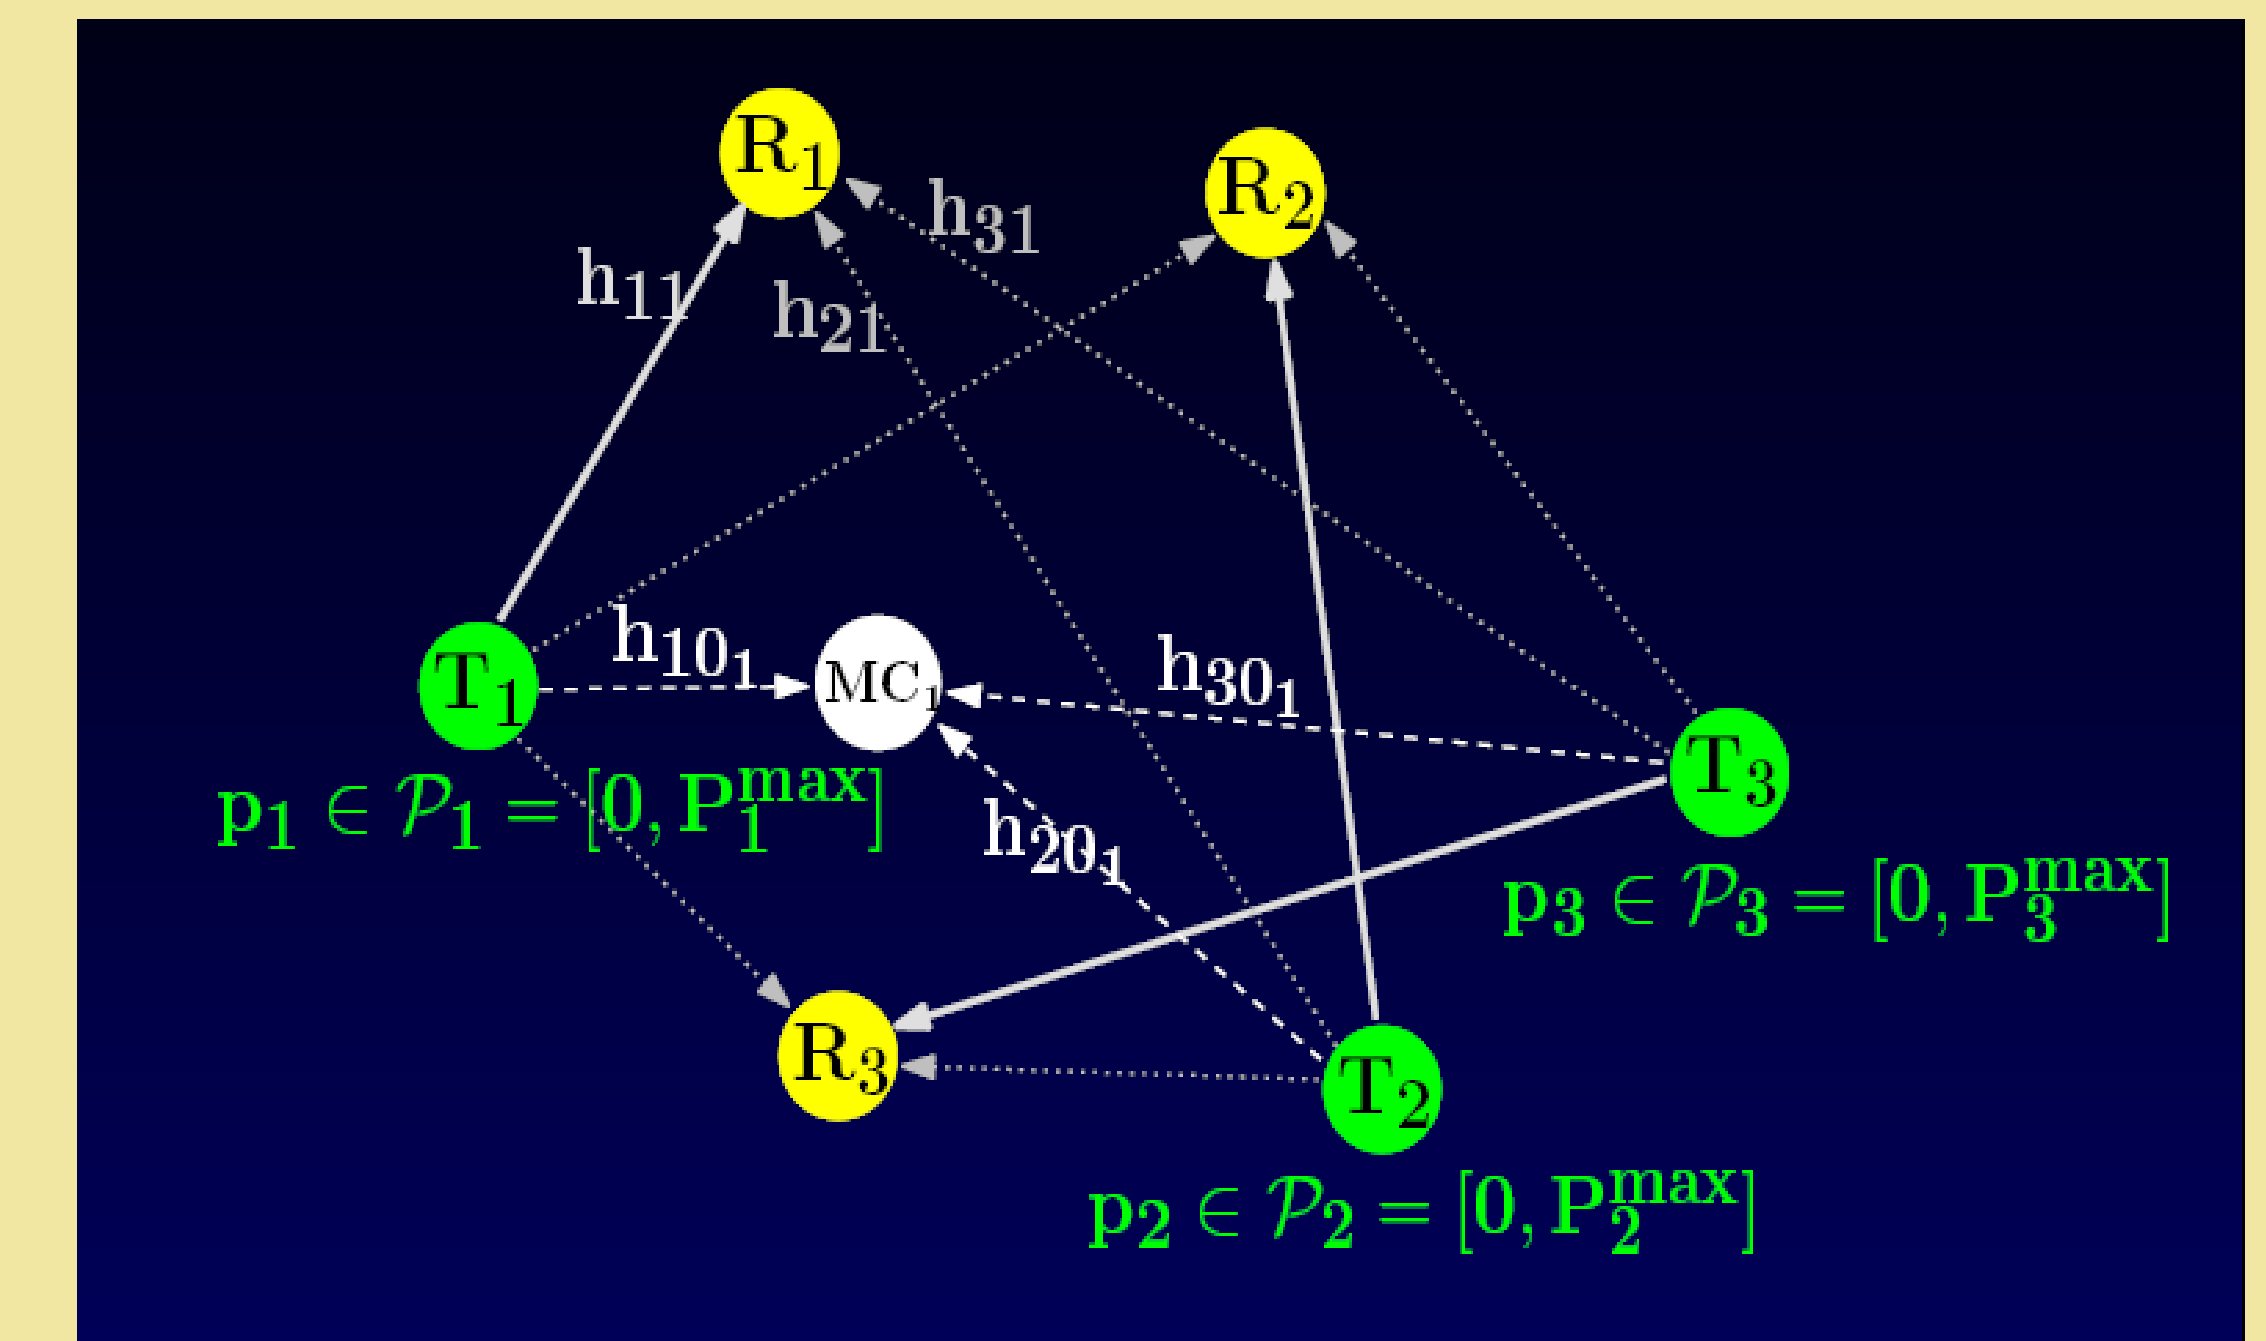 R₁
R₂
h₃₁
h₁₁
h₂₁
h₁₀₁
MC₁
h₃₀₁
T₁
T₃
p₁ ∈ 𝒫₁ = [0, P₁ᵐᵃˣ]
h₂₀₁
p₃ ∈ 𝒫₃ = [0, P₃ᵐᵃˣ]
R₃
T₂
p₂ ∈ 𝒫₂ = [0, P₂ᵐᵃˣ]